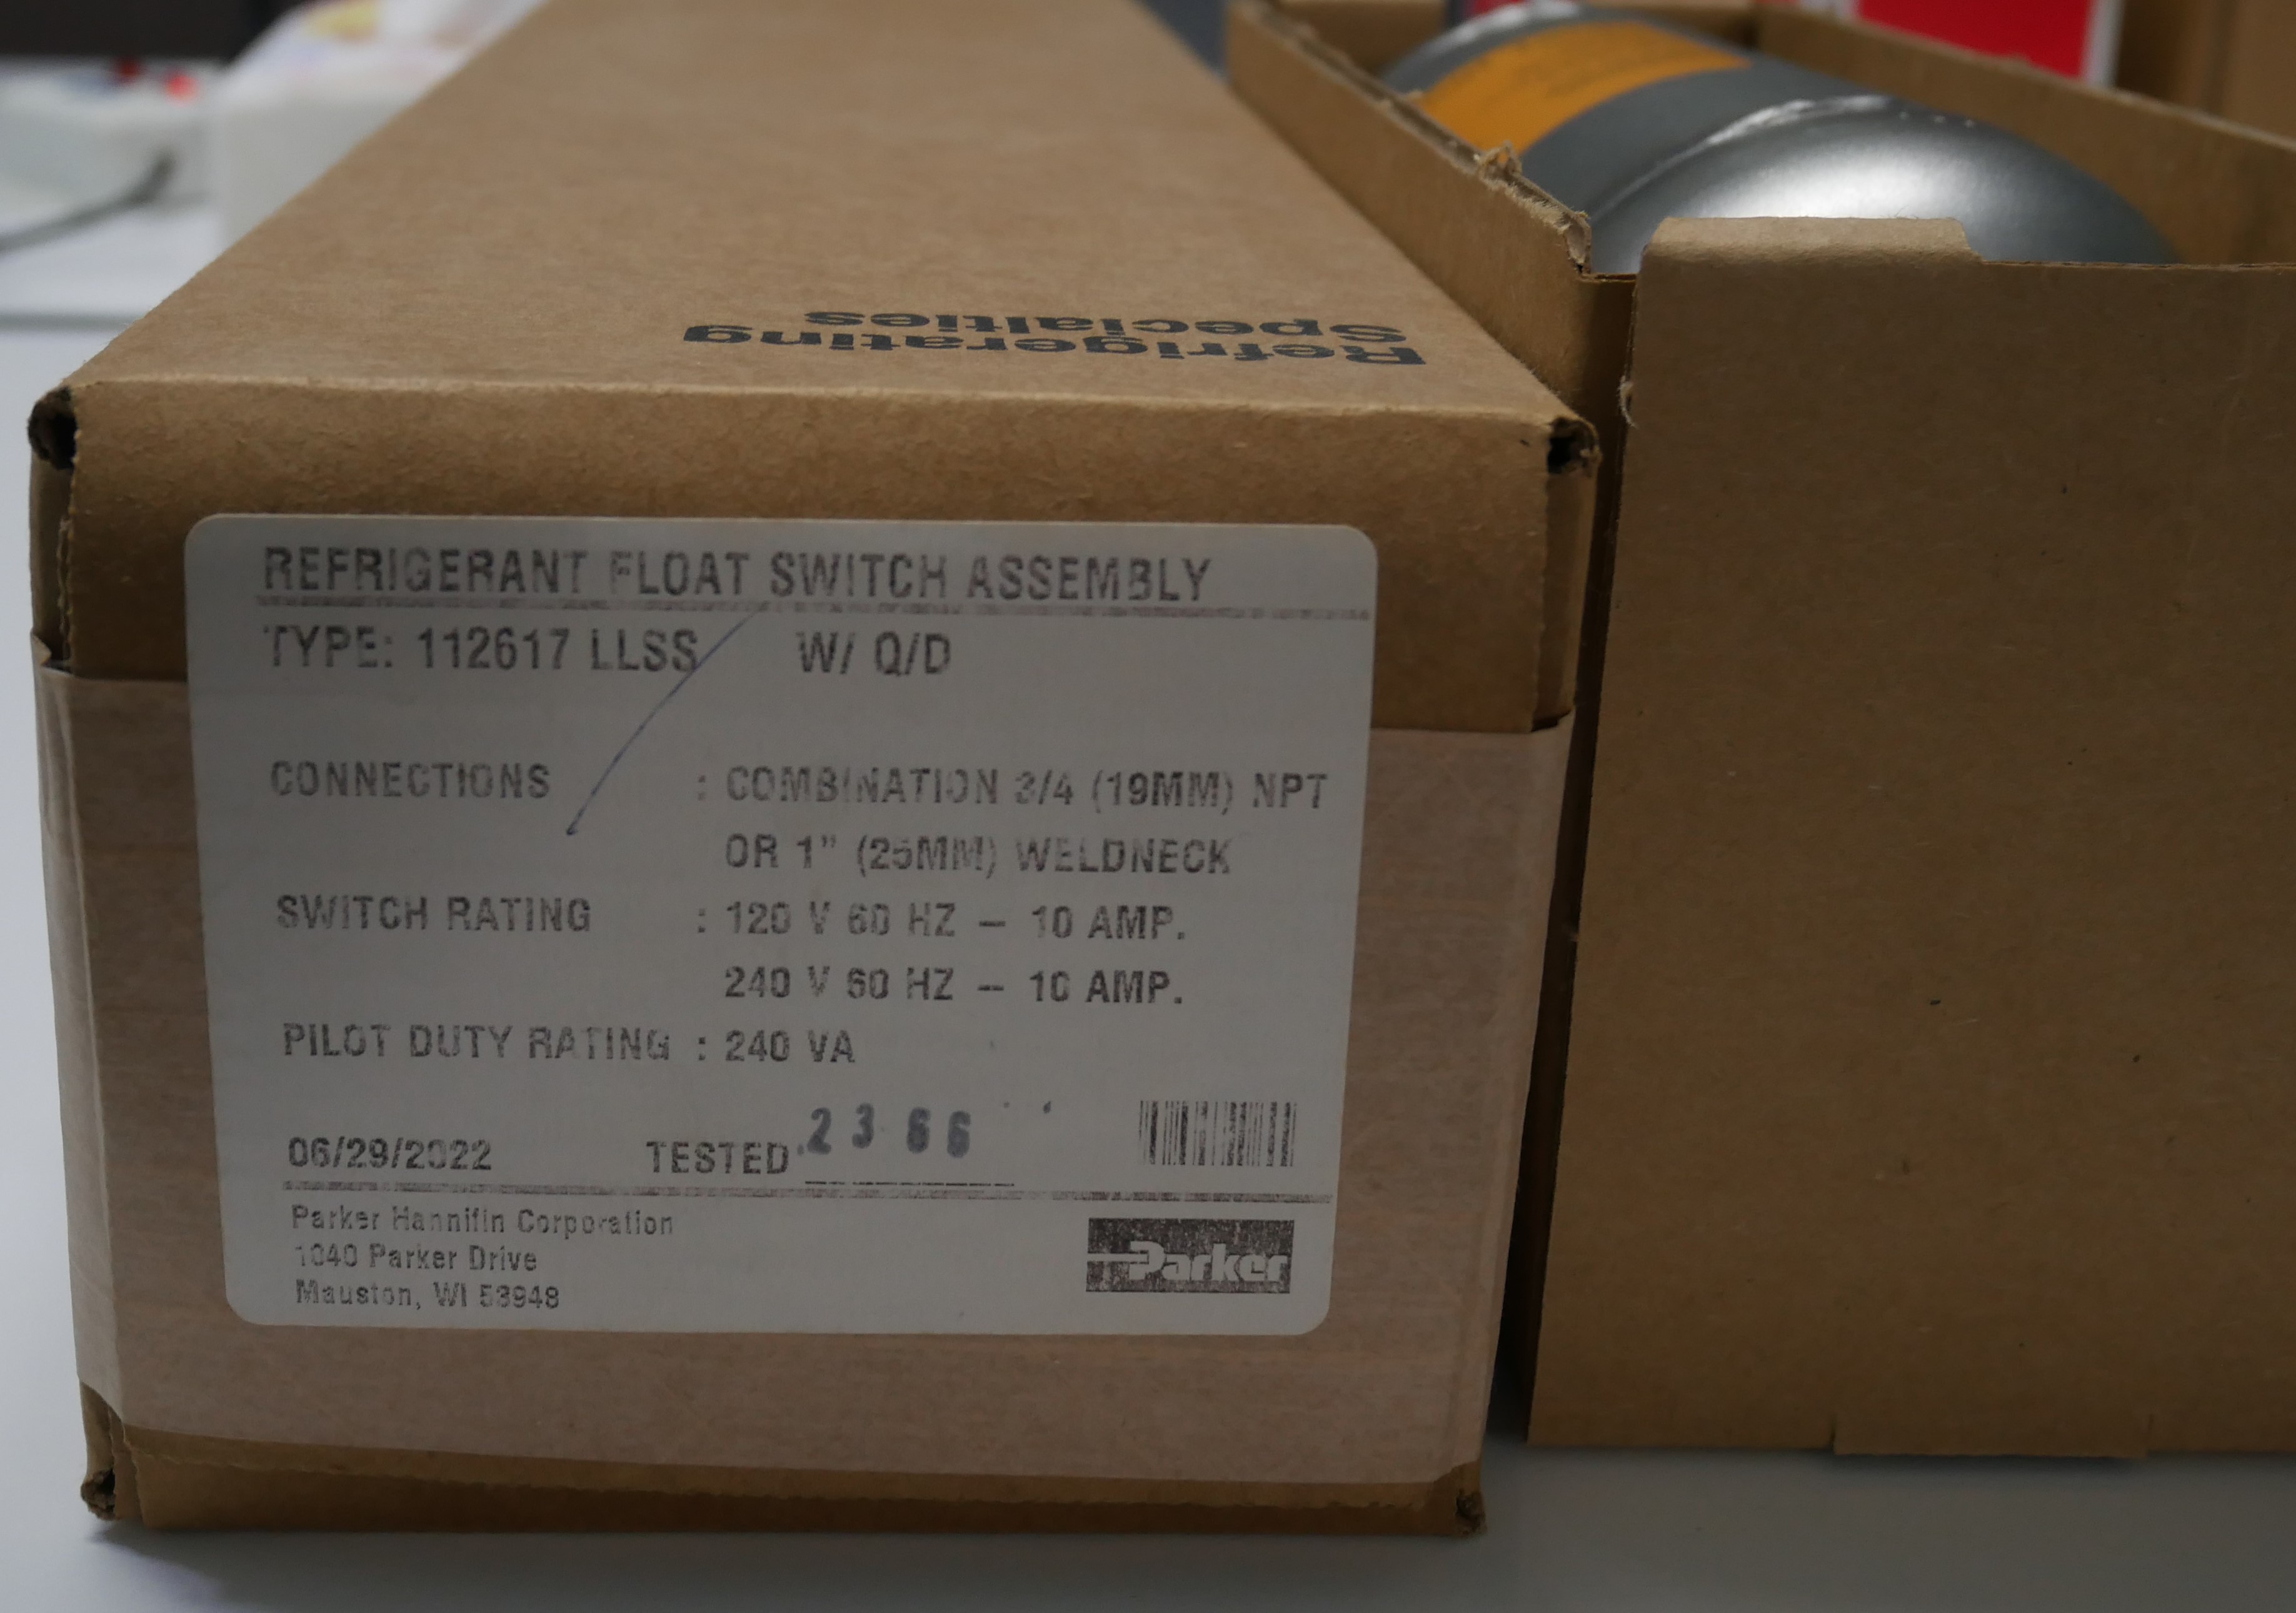 Refrigerating
Specialties
REFRIGERANT FLOAT SWITCH ASSEMBLY
TYPE: 112617 LLSS W/ Q/D
CONNECTIONS : COMBINATION 3/4 (19MM) NPT
OR 1" (25MM) WELDNECK
SWITCH RATING : 120 V 60 HZ – 10 AMP.
240 V 60 HZ – 10 AMP.
PILOT DUTY RATING : 240 VA
06/29/2022 TESTED 2366
Parker Hannifin Corporation
1040 Parker Drive
Mauston, WI 53948
Parker